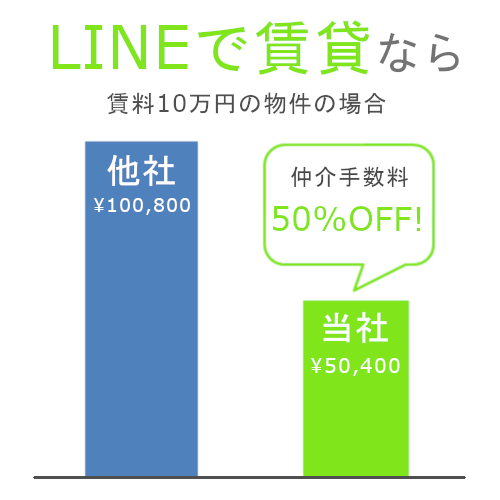 LINEで賃貸なら
賃料10万円の物件の場合
他社
¥100,800
仲介手数料
50%OFF!
当社
¥50,400